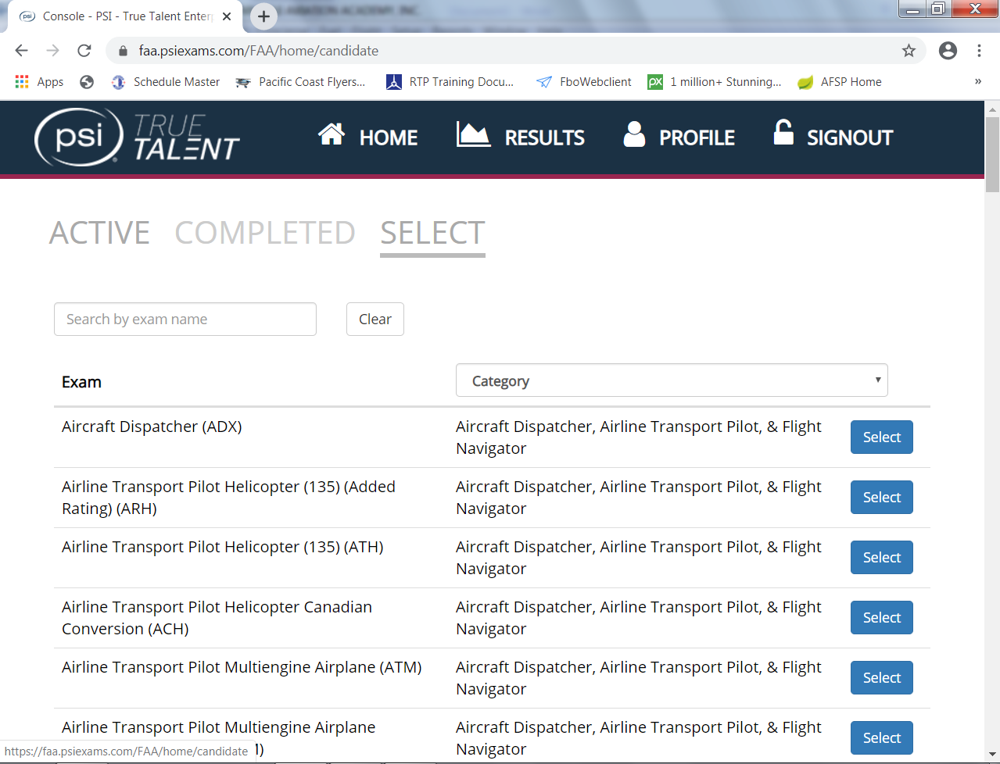 AVIATION ACADEMY, INC.
psi Console - PSI - True Talent Enter
faa.psiexams.com/FAA/home/candidate
Apps Schedule Master Pacific Coast Flyers... RTP Training Docu... FboWebclient px 1 million+ Stunning... AFSP Home »
psi TRUE TALENT HOME RESULTS PROFILE SIGNOUT
ACTIVE COMPLETED SELECT
Search by exam name Clear
Exam Category
Aircraft Dispatcher (ADX) Aircraft Dispatcher, Airline Transport Pilot, & Flight Select
Navigator
Airline Transport Pilot Helicopter (135) (Added Aircraft Dispatcher, Airline Transport Pilot, & Flight Select
Rating) (ARH) Navigator
Airline Transport Pilot Helicopter (135) (ATH) Aircraft Dispatcher, Airline Transport Pilot, & Flight Select
Navigator
Airline Transport Pilot Helicopter Canadian Aircraft Dispatcher, Airline Transport Pilot, & Flight Select
Conversion (ACH) Navigator
Airline Transport Pilot Multiengine Airplane (ATM) Aircraft Dispatcher, Airline Transport Pilot, & Flight Select
Navigator
Airline Transport Pilot Multiengine Airplane Aircraft Dispatcher, Airline Transport Pilot, & Flight Select
https://faa.psiexams.com/FAA/home/candidate ) Navigator